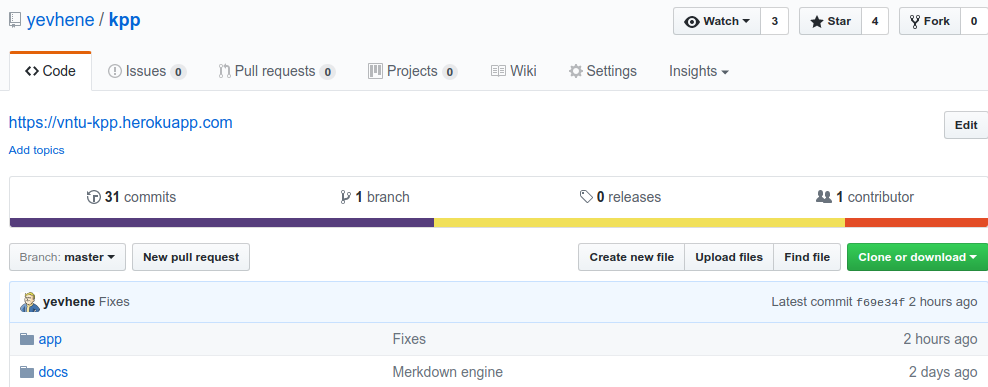 yevhene / kpp Watch 3 Star 4 Fork 0
Code Issues 0 Pull requests 0 Projects 0 Wiki Settings Insights
https://vntu-kpp.herokuapp.com Edit
Add topics
31 commits 1 branch 0 releases 1 contributor
Branch: master New pull request Create new file Upload files Find file Clone or download
yevhene Fixes Latest commit f69e34f 2 hours ago
app Fixes 2 hours ago
docs Merkdown engine 2 days ago